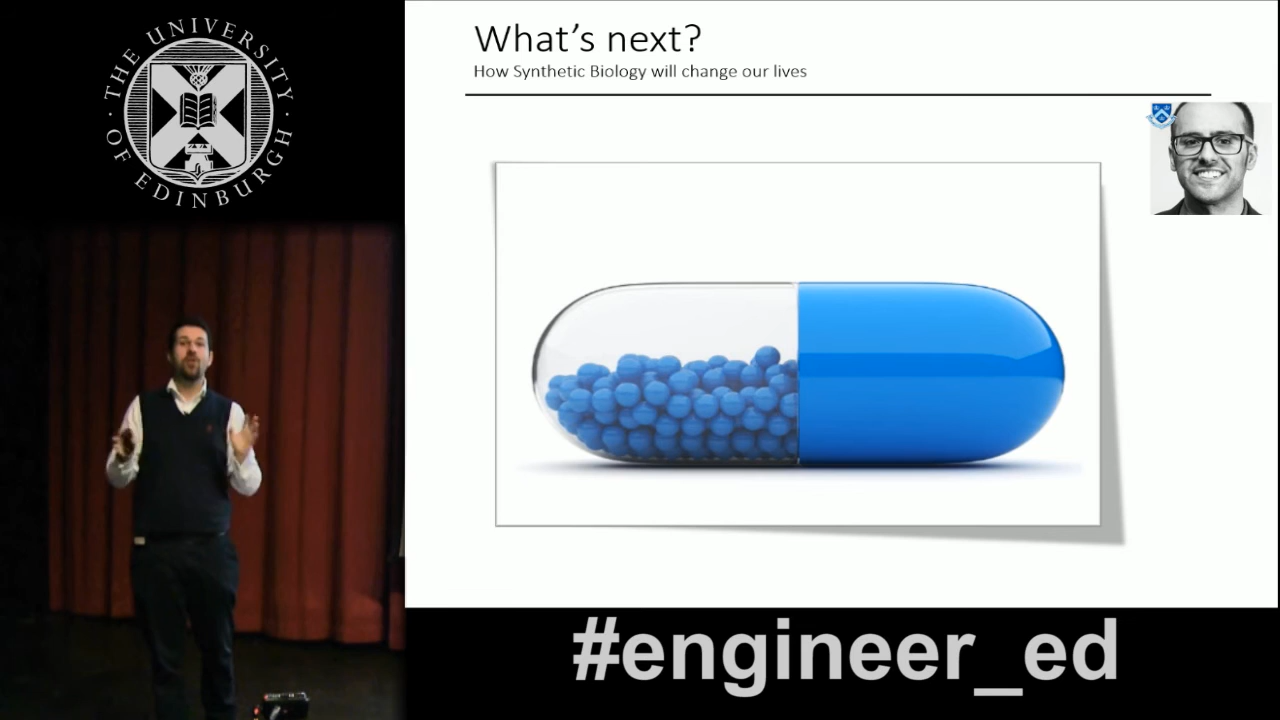 THE UNIVERSITY
OF EDINBURGH
What's next?
How Synthetic Biology will change our lives
#engineer_ed